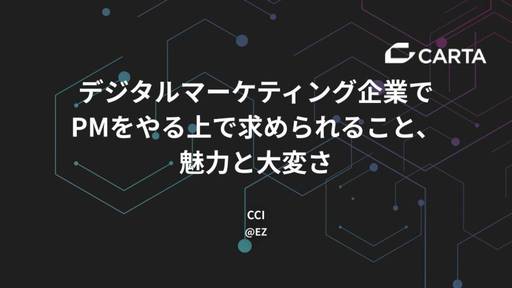 CARTA
デジタルマーケティング企業で
PMをやる上で求められること、
魅力と大変さ
CCI
@EZ